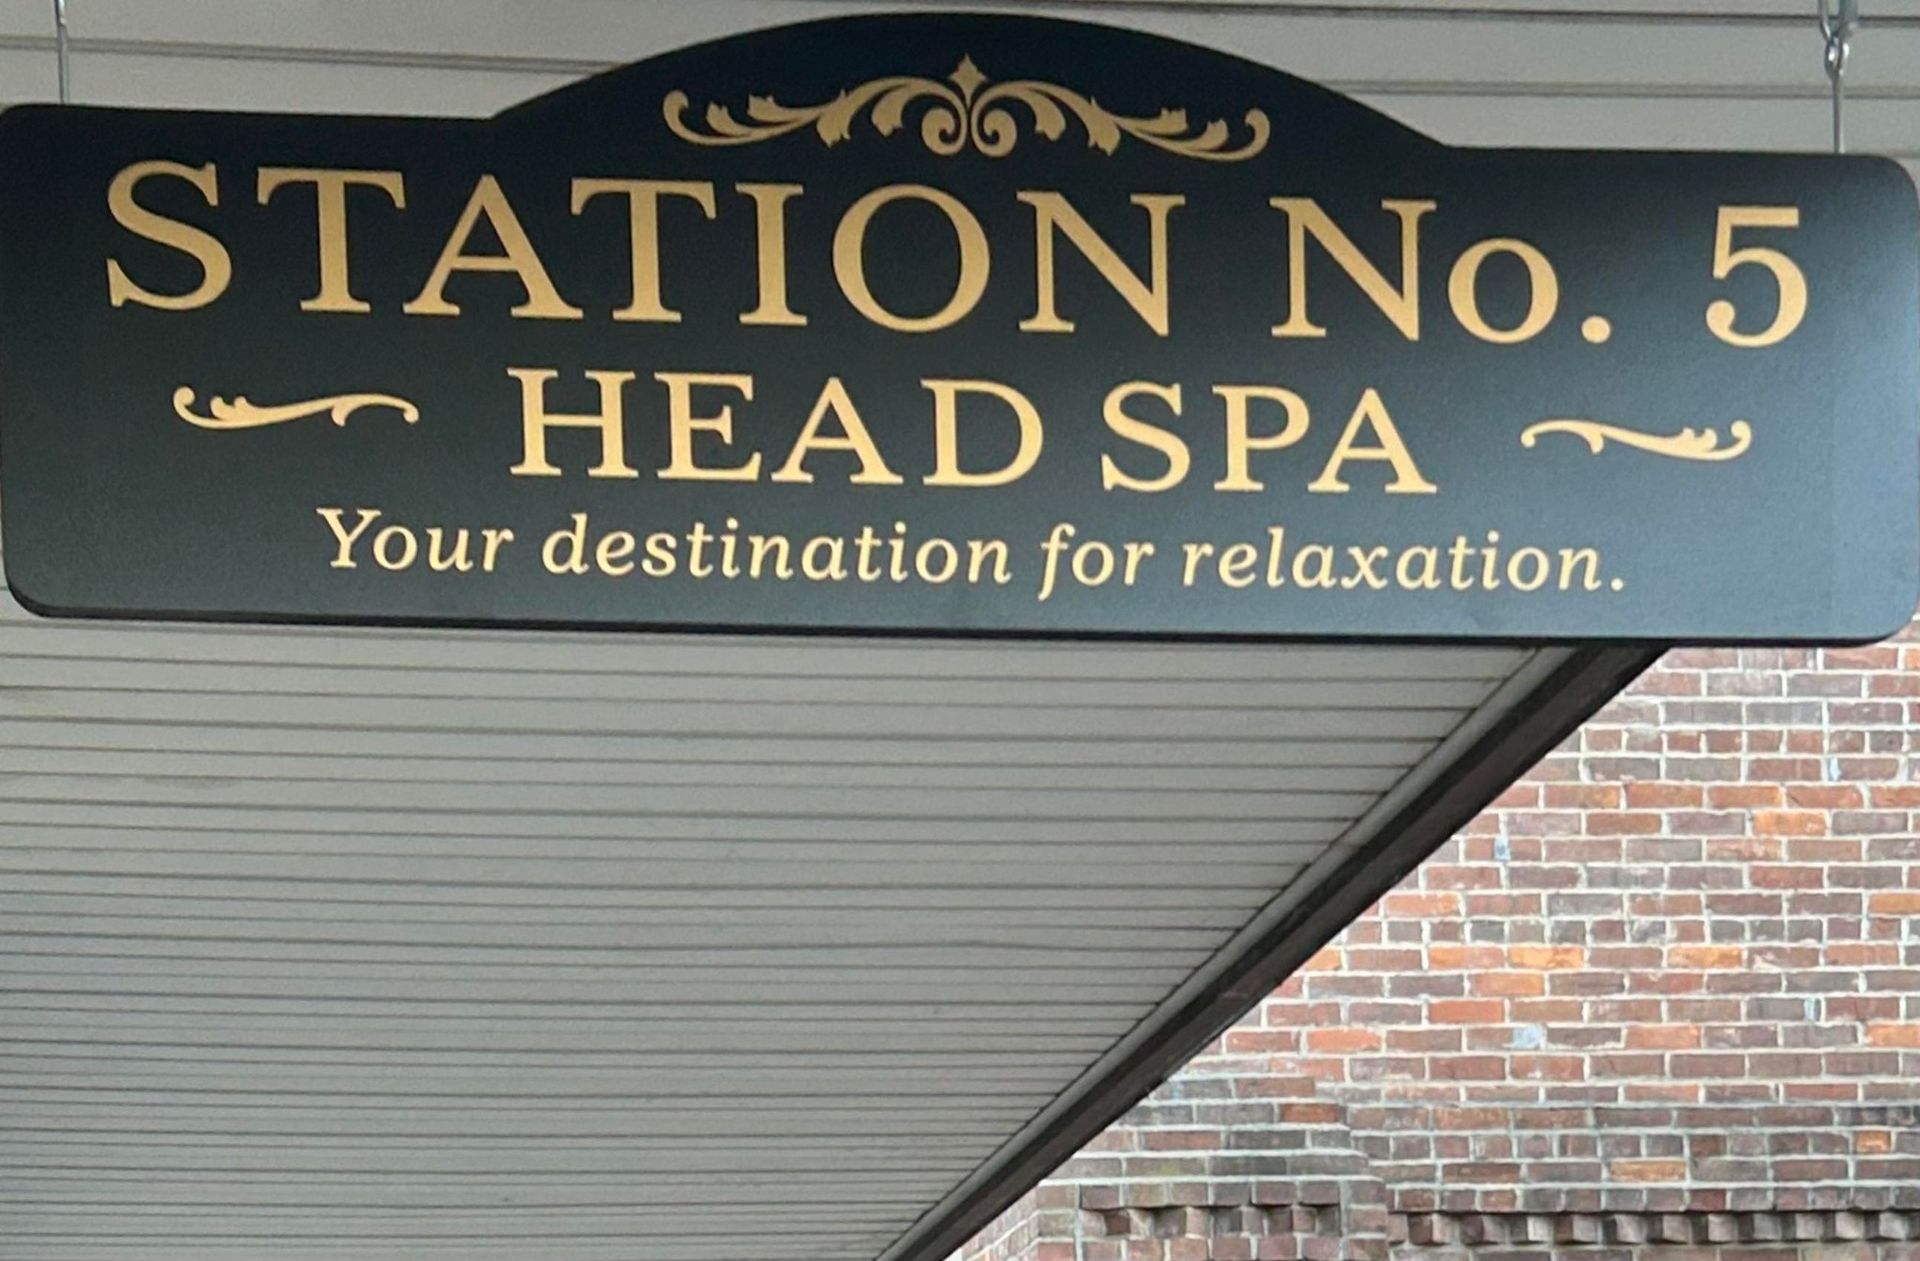 STATION No. 5
HEAD SPA
Your destination for relaxation.